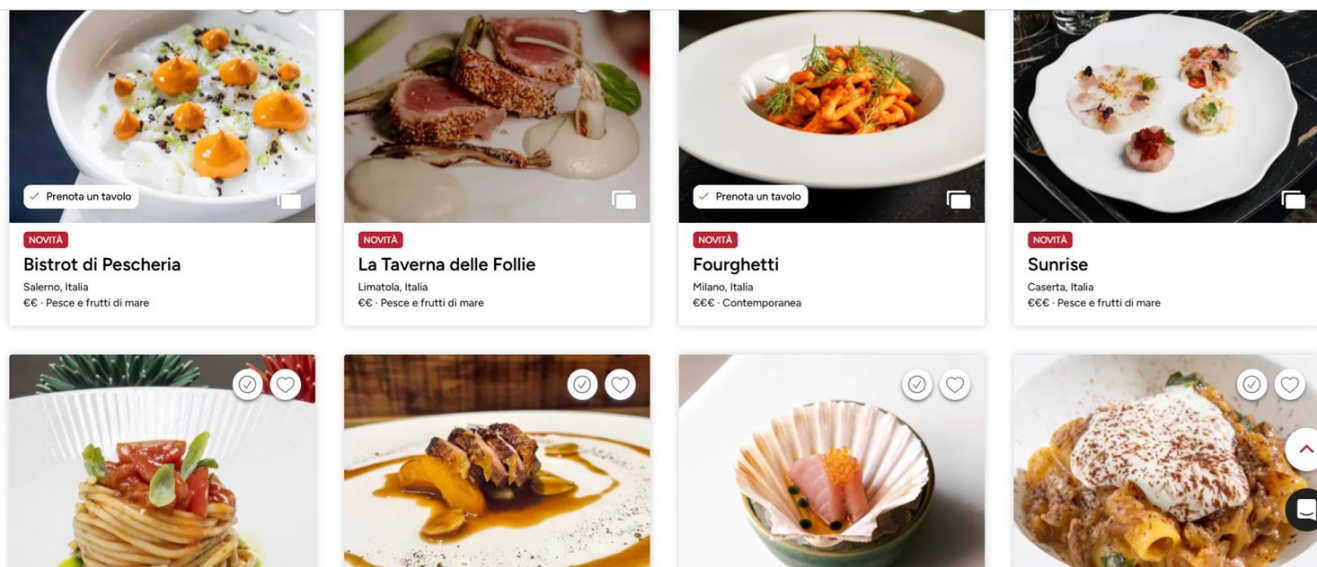 Prenota un tavolo
NOVITÀ
Bistrot di Pescheria
Salerno, Italia
€€ · Pesce e frutti di mare
NOVITÀ
La Taverna delle Follie
Limatola, Italia
€€ · Pesce e frutti di mare
Prenota un tavolo
NOVITÀ
Fourghetti
Milano, Italia
€€€ · Contemporanea
NOVITÀ
Sunrise
Caserta, Italia
€€€ · Pesce e frutti di mare